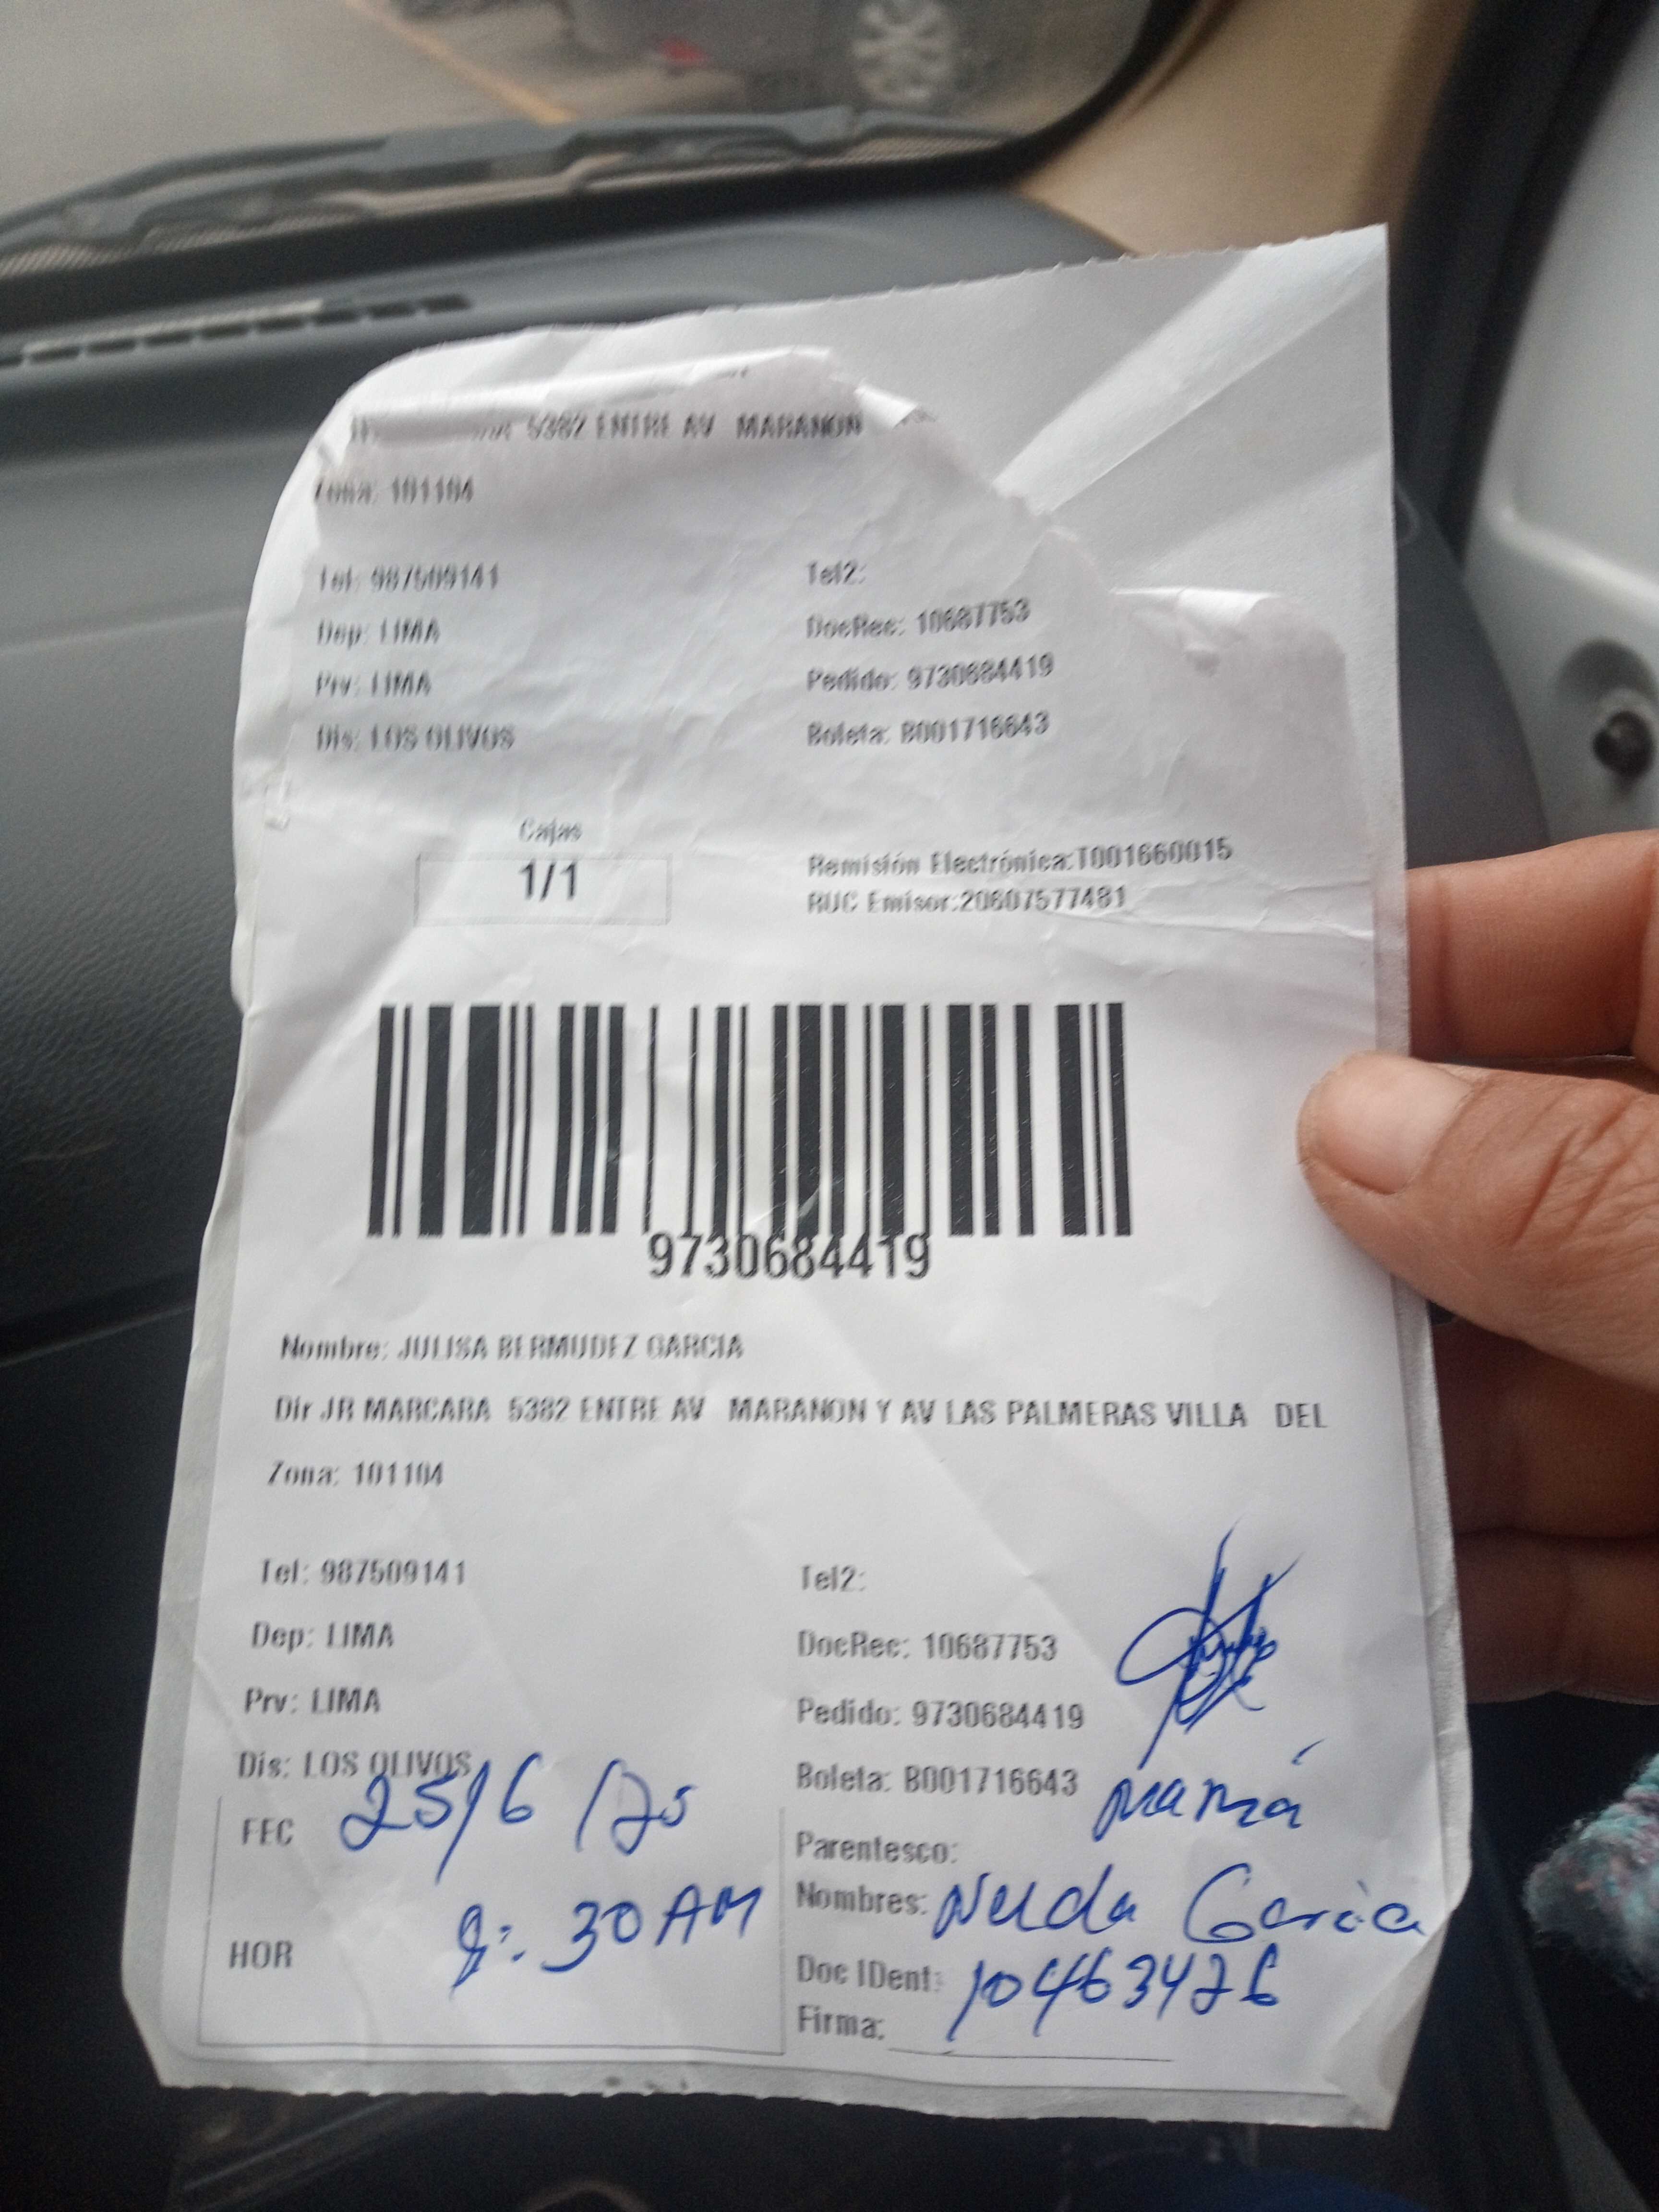 5382 ENTRE AV MARANON
Zona: 101104
Tel: 987509141 Tel2:
Dep: LIMA DocRec: 10687753
Prv: LIMA Pedido: 9730684419
Dis: LOS OLIVOS Boleta: B001716643
Cajas
1/1
Remisión Electrónica:T001660015
RUC Emisor:20607577481
9730684419
Nombre: JULISA BERMUDEZ GARCIA
Dir JR MARCARA 5382 ENTRE AV MARANON Y AV LAS PALMERAS VILLA DEL
Zona: 101104
Tel: 987509141 Tel2:
Dep: LIMA DocRec: 10687753
Prv: LIMA Pedido: 9730684419
Dis: LOS OLIVOS Boleta: B001716643
FEC 25/6/25
Parentesco: mamá
HOR 9:30 AM
Nombres: Nelda Garcia
Doc IDent: 10463476
Firma: